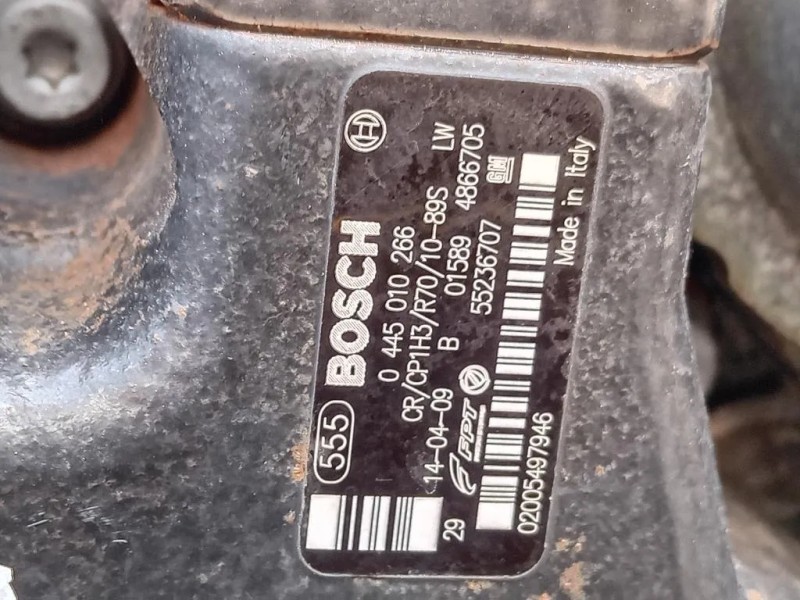 555 BOSCH
0 445 010 266
CR/CP1H3/R70/10-89S LW
14-04-09 B 01589 4866705
FPT 55236707 GM
29
02005497946 Made in Italy